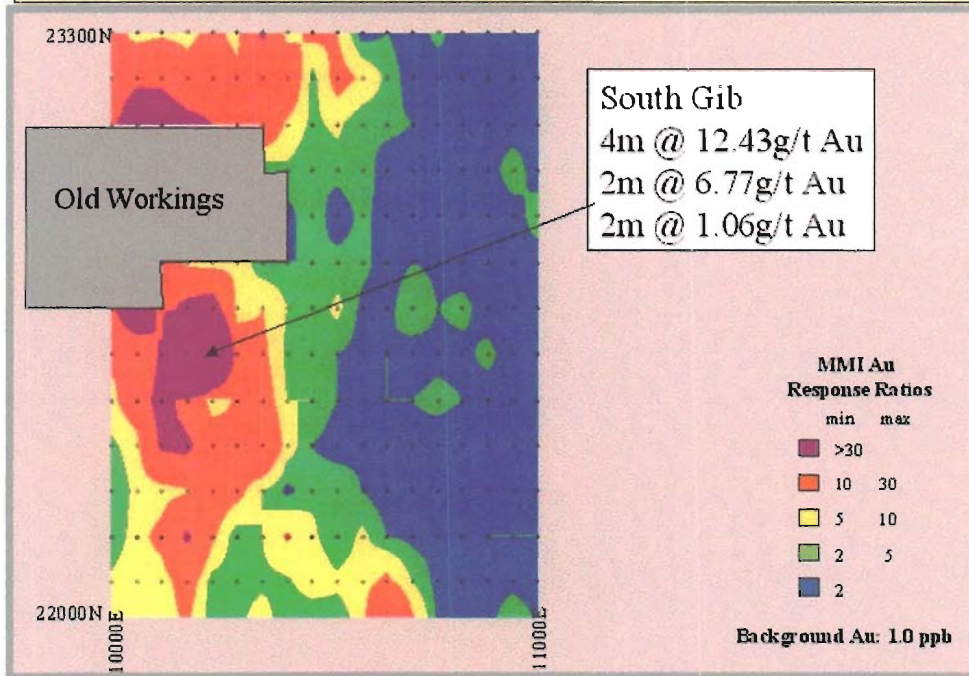 23300N
South Gib
4m @ 12.43g/t Au
2m @ 6.77g/t Au
2m @ 1.06g/t Au
Old Workings
MMI Au
Response Ratios
min max
>30
10 30
5 10
2 5
2
22000N
10000E
11000E
Background Au: 1.0 ppb